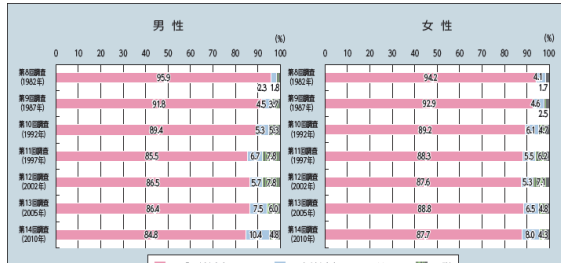 男 性
(%)
0 10 20 30 40 50 60 70 80 90 100
第8回調査
(1982年)
95.9
2.3 1.8
第9回調査
(1987年)
91.8 4.5 3.7
第10回調査
(1992年)
89.4 5.3 5.3
第11回調査
(1997年)
85.5 6.7 7.8
第12回調査
(2002年)
86.5 5.7 7.8
第13回調査
(2005年)
86.4 7.5 6.0
第14回調査
(2010年)
84.8 10.4 4.8
女 性
(%)
0 10 20 30 40 50 60 70 80 90 100
第8回調査
(1982年)
94.2 4.1
1.7
第9回調査
(1987年)
92.9 4.6
2.5
第10回調査
(1992年)
89.2 6.1 4.7
第11回調査
(1997年)
88.3 5.5 6.2
第12回調査
(2002年)
87.6 5.3 7.1
第13回調査
(2005年)
88.8 6.5 4.8
第14回調査
(2010年)
87.7 8.0 4.3